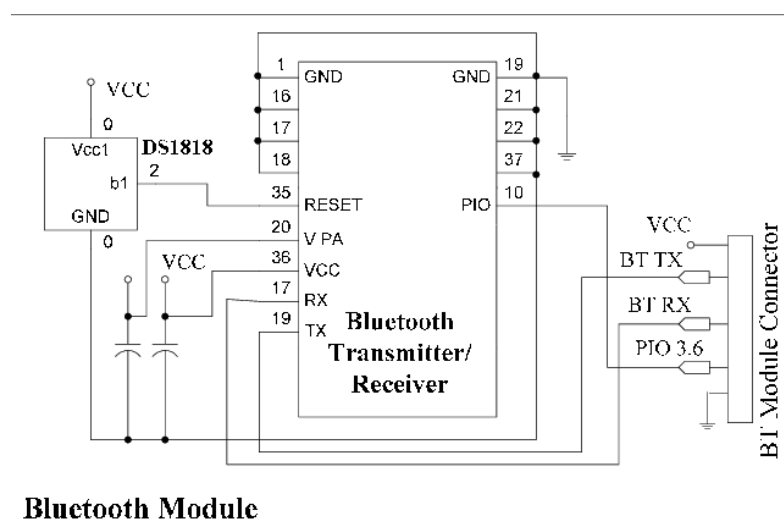 VCC
0
Vcc1
DS1818
b1
2
GND
0
VCC
1
16
17
18
35
20
36
17
19
GND
RESET
V PA
VCC
RX
TX
GND
PIO
19
21
22
37
10
Bluetooth
Transmitter/
Receiver
VCC
BT TX
BT RX
PIO 3.6
BT Module Connector
Bluetooth Module